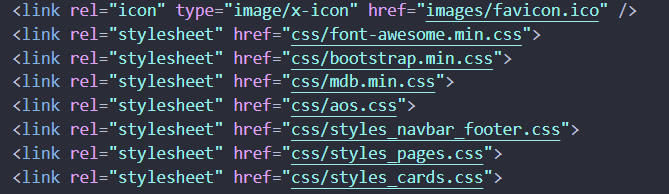 <link rel="icon" type="image/x-icon" href="images/favicon.ico" />
<link rel="stylesheet" href="css/font-awesome.min.css">
<link rel="stylesheet" href="css/bootstrap.min.css">
<link rel="stylesheet" href="css/mdb.min.css">
<link rel="stylesheet" href="css/aos.css">
<link rel="stylesheet" href="css/styles_navbar_footer.css">
<link rel="stylesheet" href="css/styles_pages.css">
<link rel="stylesheet" href="css/styles_cards.css">